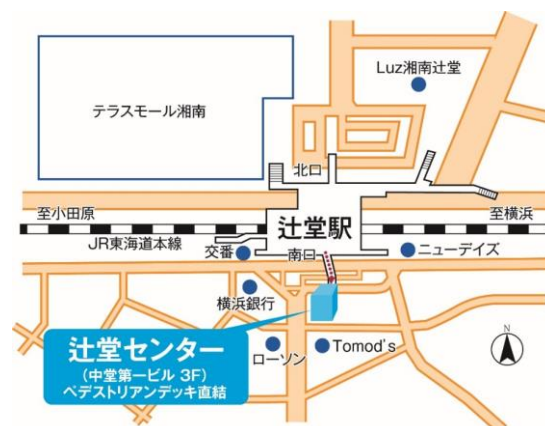 Luz湘南辻堂
テラスモール湘南
北口
至小田原
至横浜
辻堂駅
JR東海道本線
交番
南口
ニューデイズ
横浜銀行
辻堂センター
(中堂第一ビル 3F)
ペデストリアンデッキ直結
ローソン
Tomod's
N